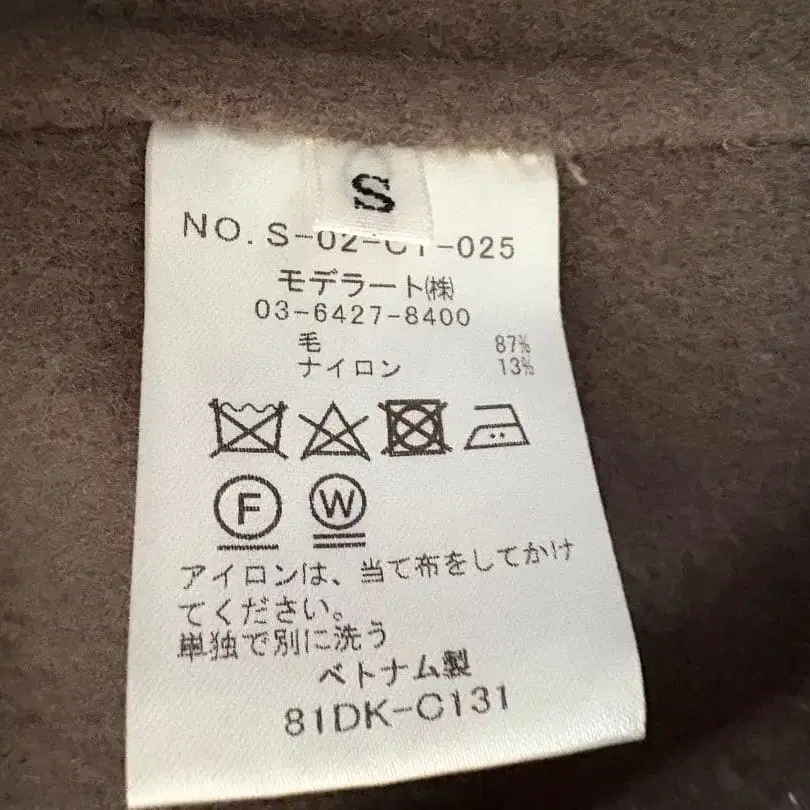 S
NO. S-02-CT-025
モデラート㈱
03-6427-8400
毛 87%
ナイロン 13%
F W
アイロンは、当て布をしてかけ
てください。
単独で別に洗う
ベトナム製
81DK-C131